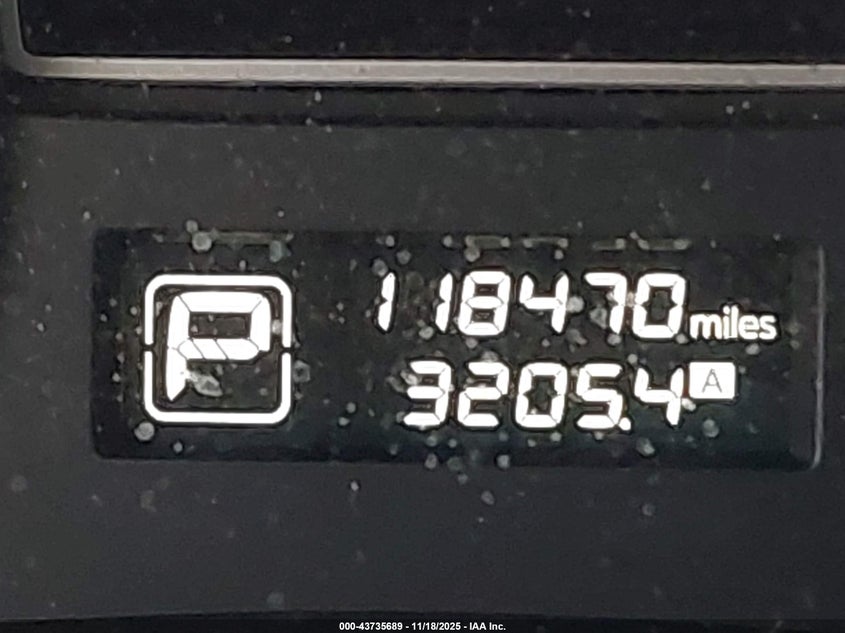 P
118470 miles
3205.4 A
000-43735689 - 11/18/2025 - IAA Inc.